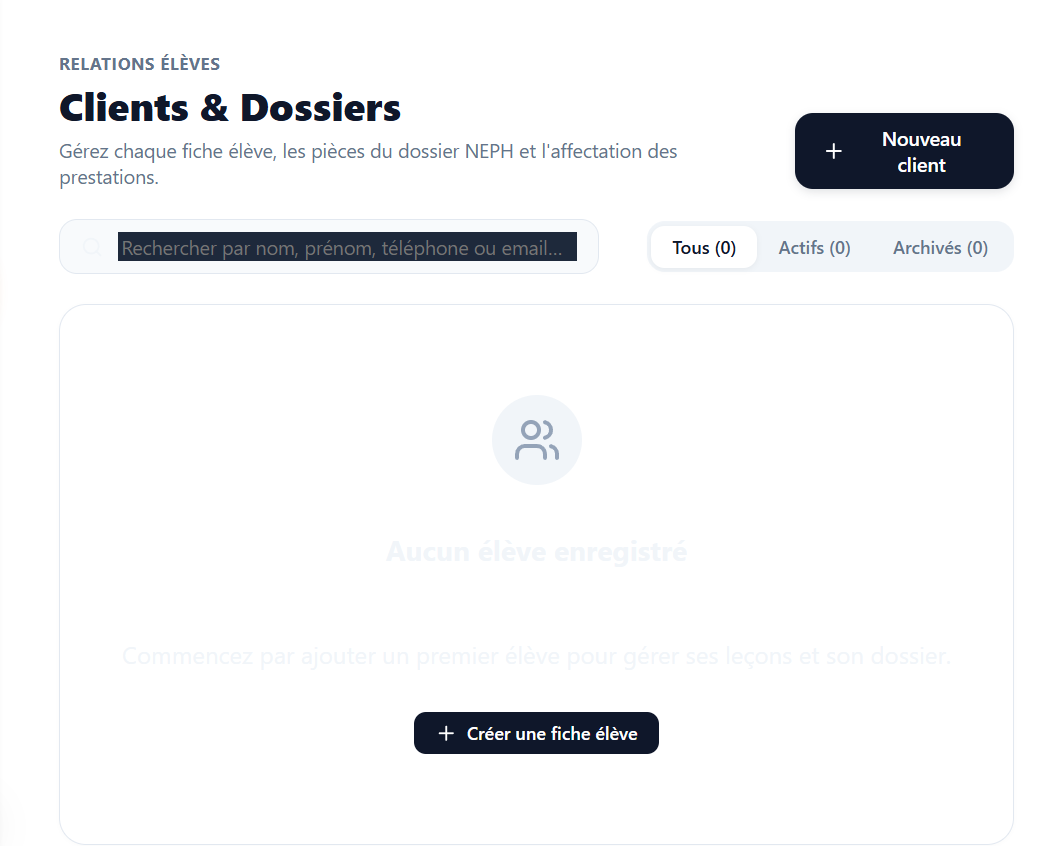 RELATIONS ÉLÈVES
Clients & Dossiers
Gérez chaque fiche élève, les pièces du dossier NEPH et l'affectation des
prestations.
Nouveau
client
Rechercher par nom, prénom, téléphone ou email...
Tous (0)
Actifs (0)
Archivés (0)
Aucun élève enregistré
Commencez par ajouter un premier élève pour gérer ses leçons et son dossier.
Créer une fiche élève